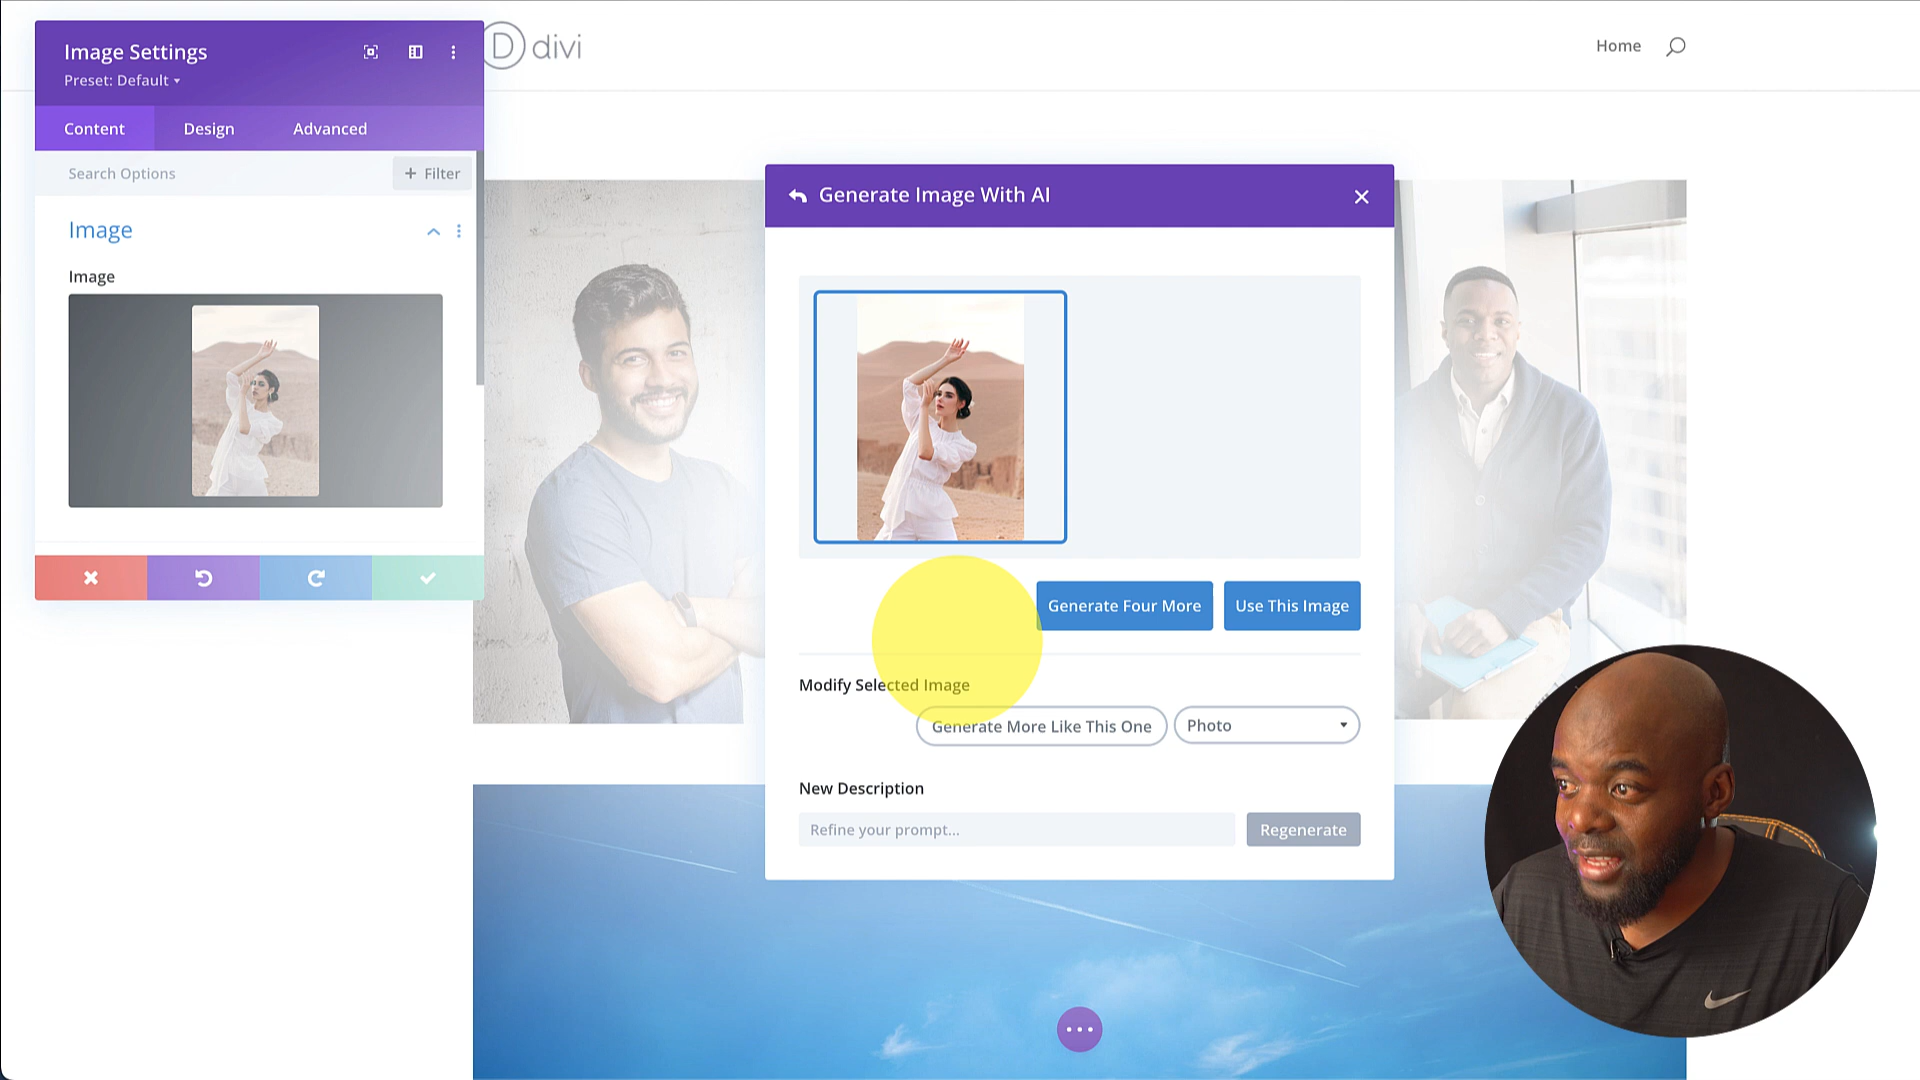 Image Settings
Preset: Default
Content Design Advanced
Search Options + Filter
Image
Image
D divi
Home
Generate Image With AI
Generate Four More
Use This Image
Modify Selected Image
Generate More Like This One
Photo
New Description
Refine your prompt...
Regenerate